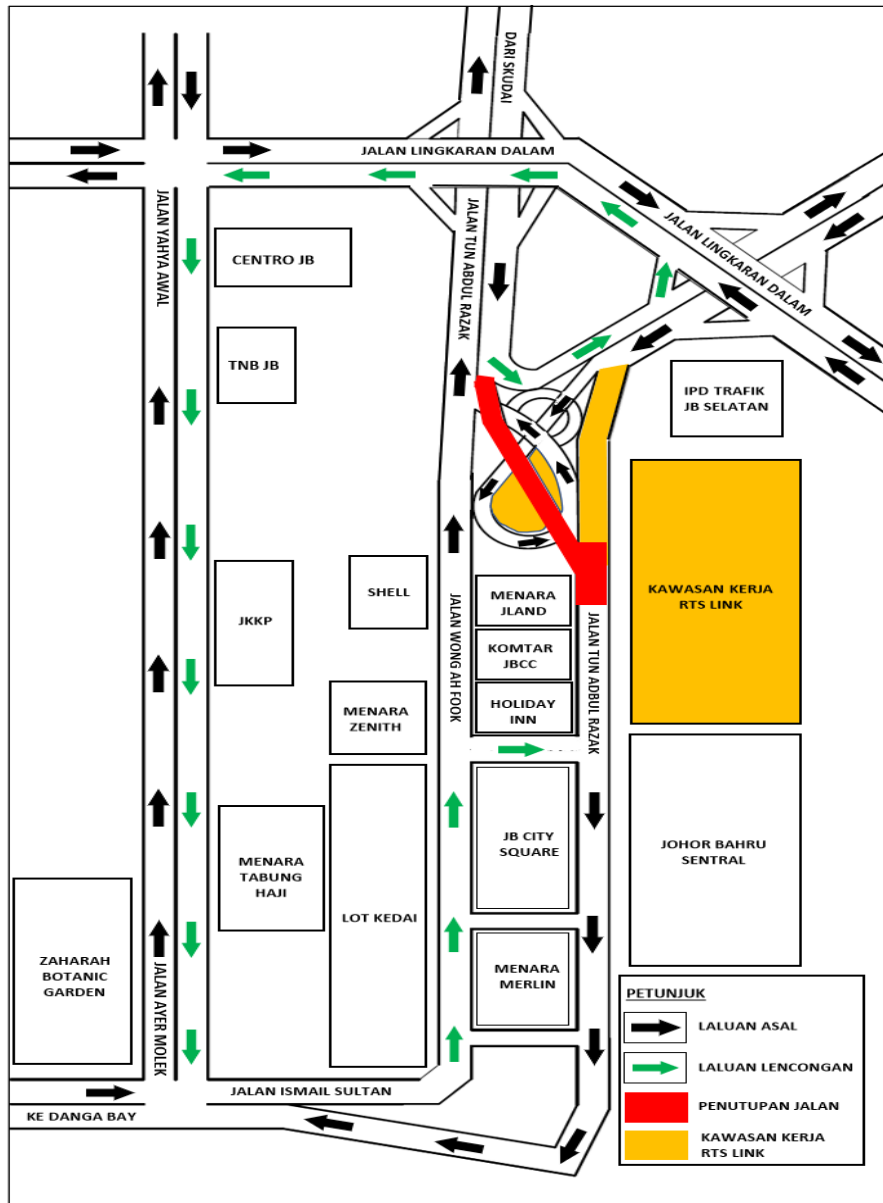 DARI SKUDAI
JALAN LINGKARAN DALAM
JALAN YAHYA AWAL
JALAN TUN ABDUL RAZAK
JALAN LINGKARAN DALAM
CENTRO JB
TNB JB
IPD TRAFIK
JB SELATAN
KAWASAN KERJA
RTS LINK
SHELL
MENARA
JLAND
JKKP
JALAN WONG AH FOOK
KOMTAR
JBCC
JALAN TUN ADBUL RAZAK
MENARA
ZENITH
HOLIDAY
INN
JB CITY
SQUARE
JOHOR BAHRU
SENTRAL
MENARA
TABUNG
HAJI
LOT KEDAI
ZAHARAH
BOTANIC
GARDEN
JALAN AYER MOLEK
MENARA
MERLIN
JALAN ISMAIL SULTAN
KE DANGA BAY
PETUNJUK
LALUAN ASAL
LALUAN LENCONGAN
PENUTUPAN JALAN
KAWASAN KERJA
RTS LINK